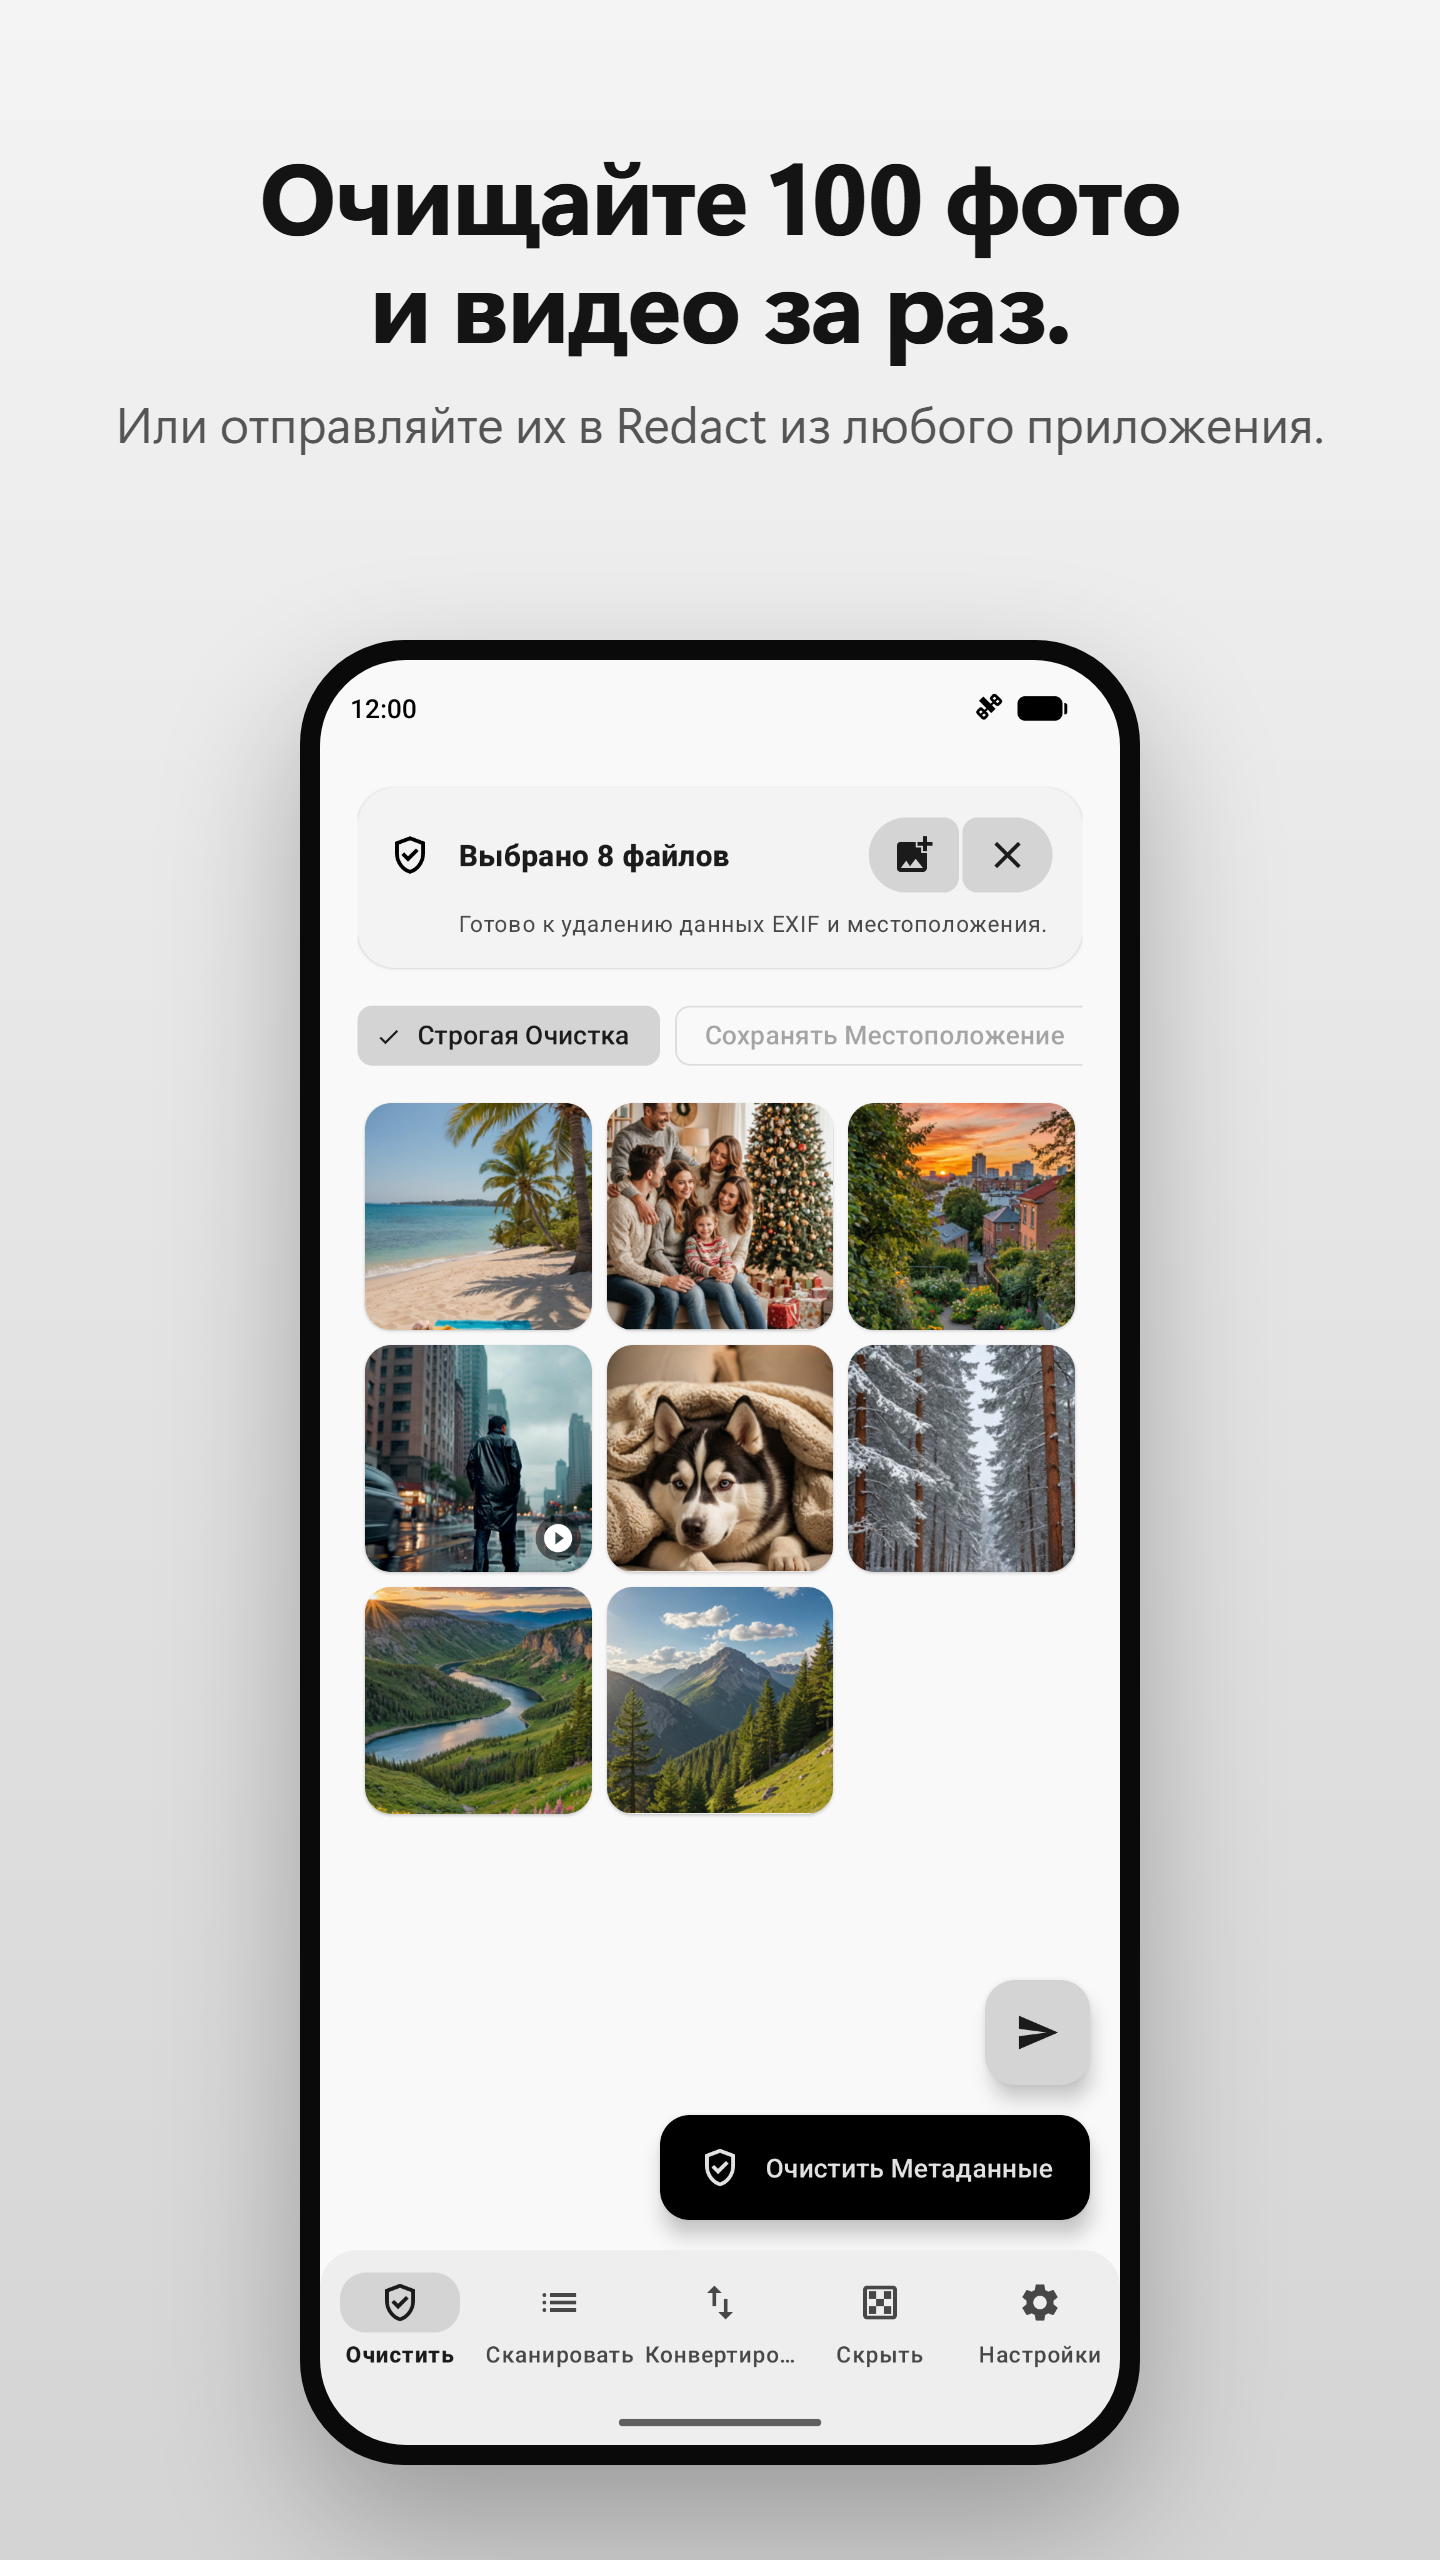 Очищайте 100 фото
и видео за раз.
Или отправляйте их в Redact из любого приложения.
12:00
Выбрано 8 файлов
Готово к удалению данных EXIF и местоположения.
Строгая Очистка
Сохранять Местоположение
Очистить Метаданные
Очистить
Сканировать
Конвертиро...
Скрыть
Настройки